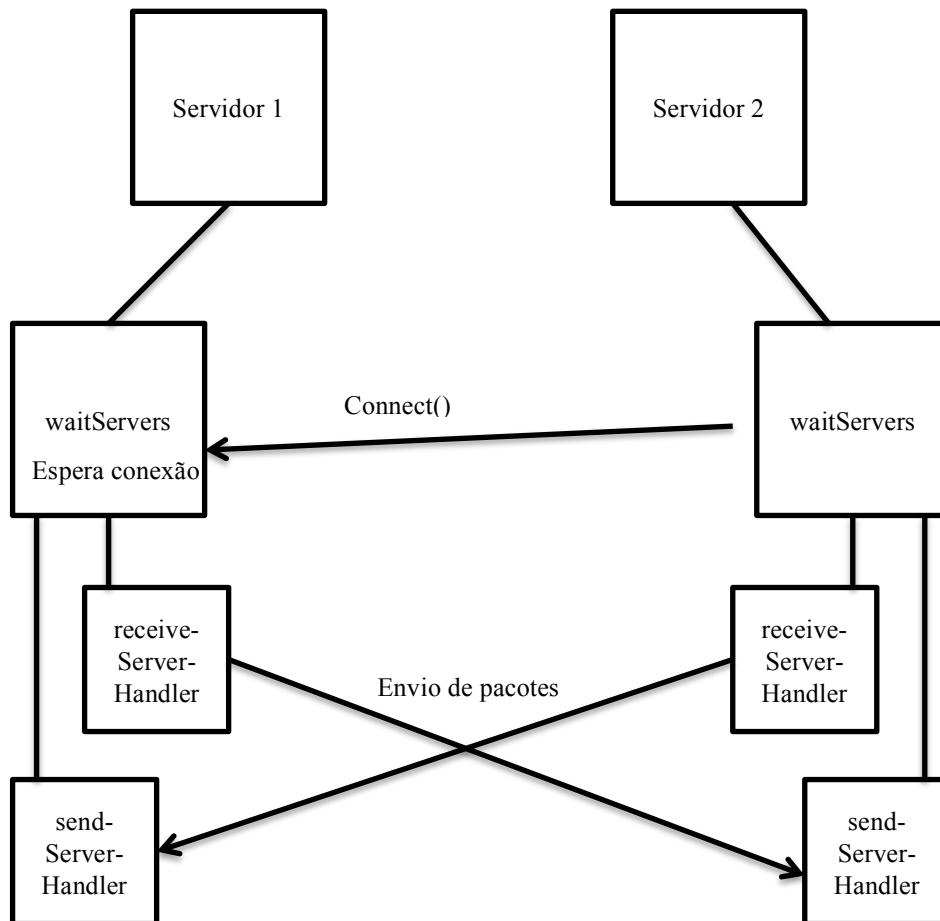 Servidor 1
Servidor 2
Connect()
waitServers
Espera conexão
waitServers
receive-
Server-
Handler
receive-
Server-
Handler
Envio de pacotes
send-
Server-
Handler
send-
Server-
Handler